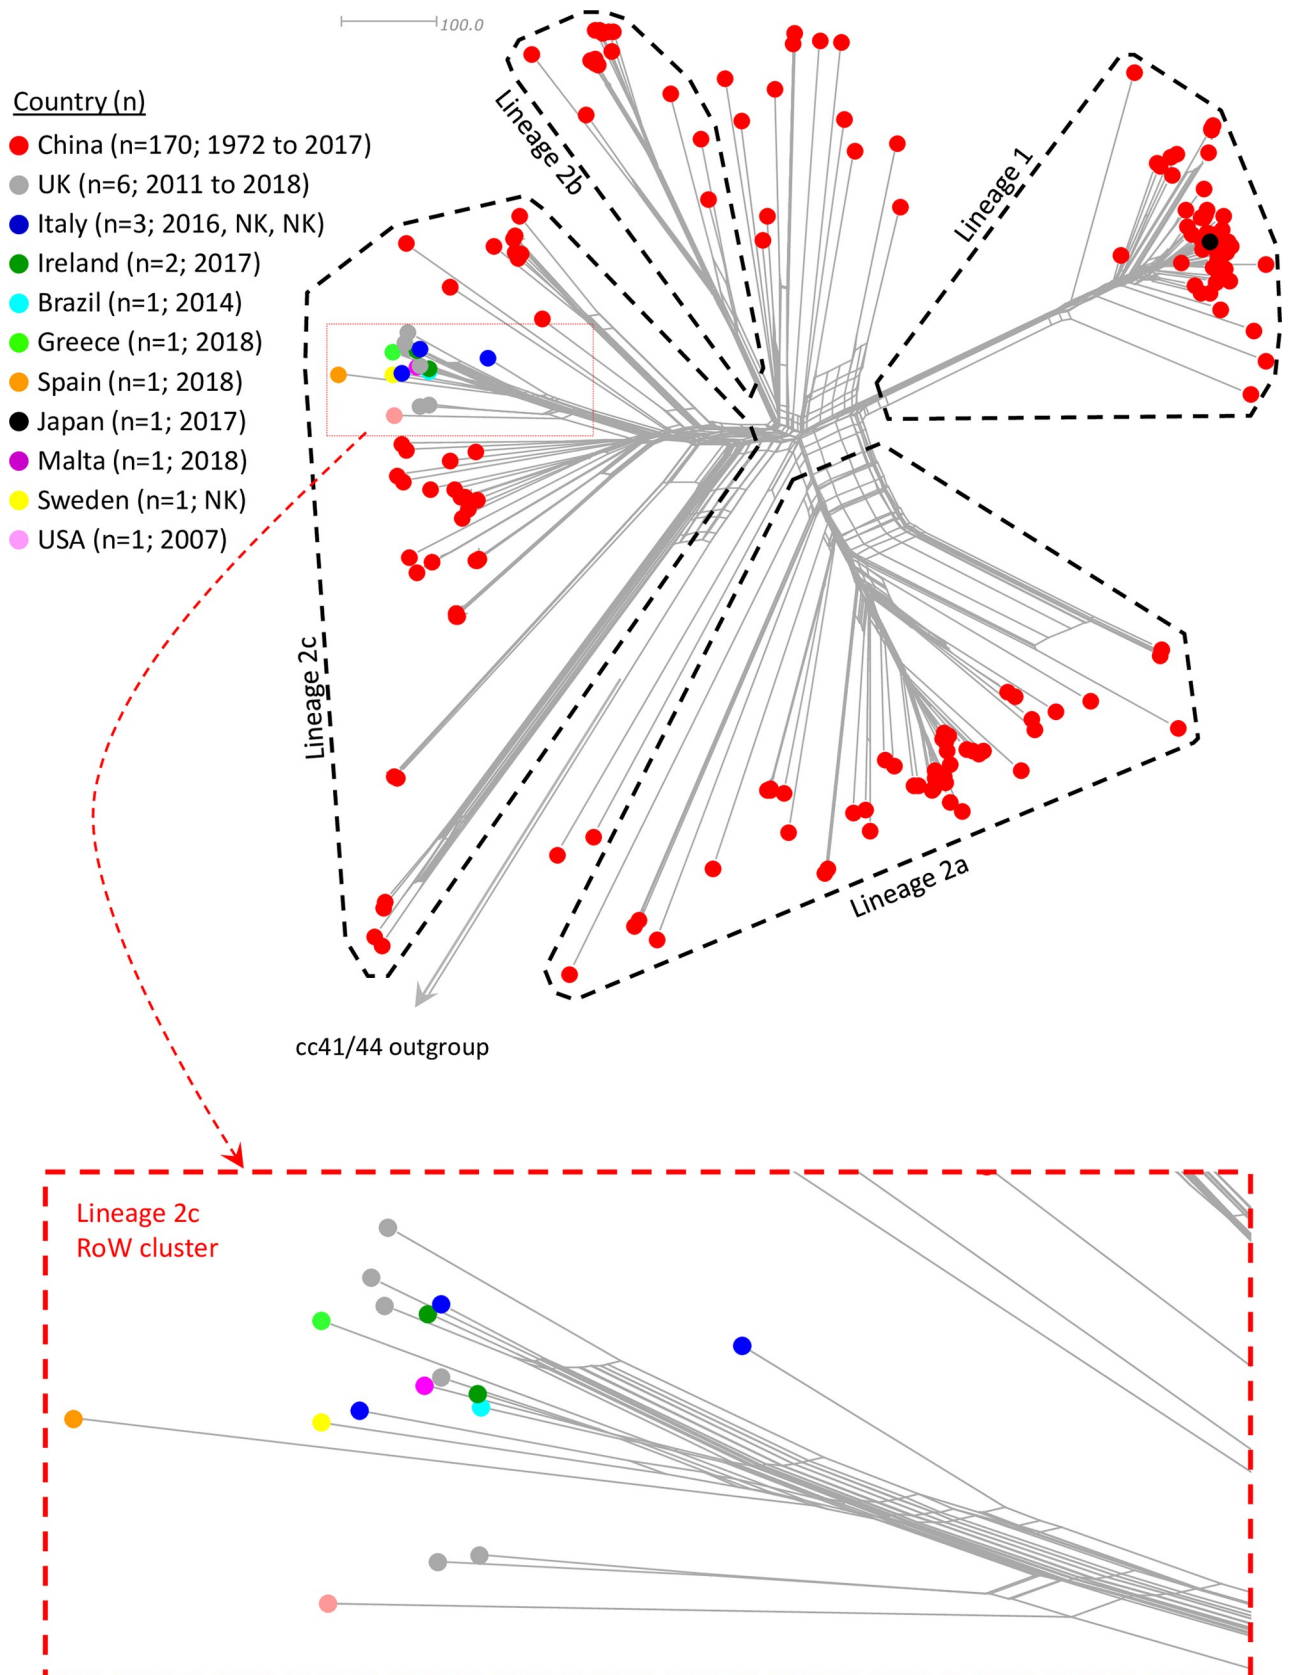 100.0
Country (n)
China (n=170; 1972 to 2017)
UK (n=6; 2011 to 2018)
Italy (n=3; 2016, NK, NK)
Ireland (n=2; 2017)
Brazil (n=1; 2014)
Greece (n=1; 2018)
Spain (n=1; 2018)
Japan (n=1; 2017)
Malta (n=1; 2018)
Sweden (n=1; NK)
USA (n=1; 2007)
Lineage 2b
Lineage 1
Lineage 2c
Lineage 2a
cc41/44 outgroup
Lineage 2c
RoW cluster